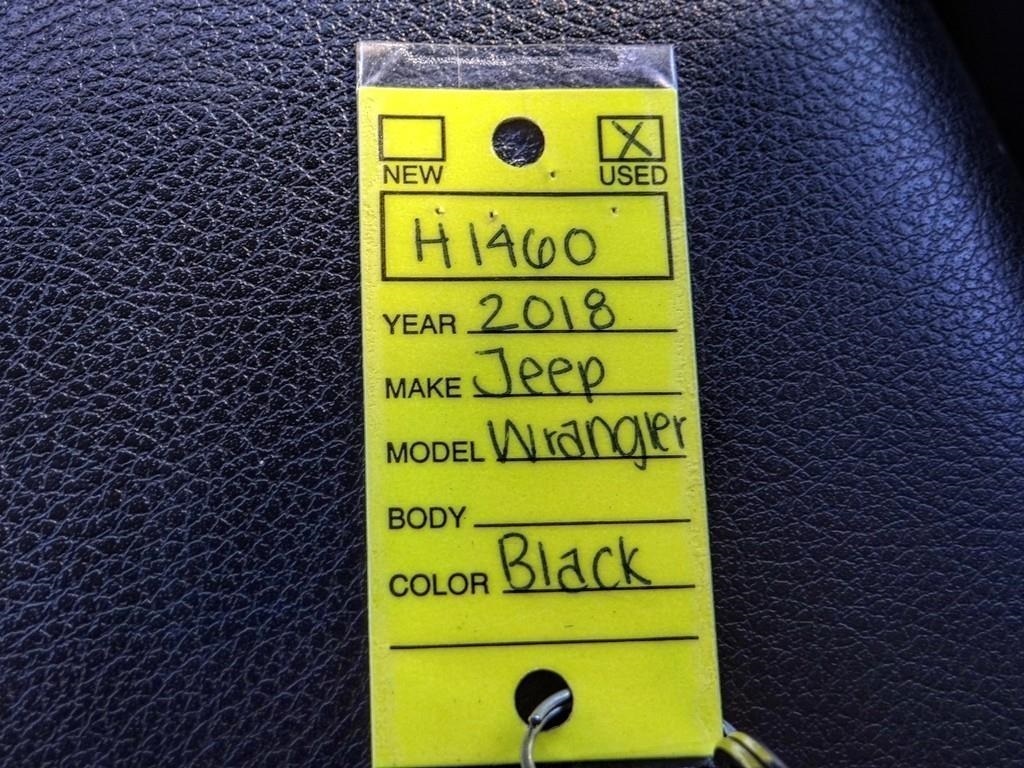 X
NEW USED
H1460
YEAR 2018
MAKE Jeep
MODEL Wrangler
BODY
COLOR Black